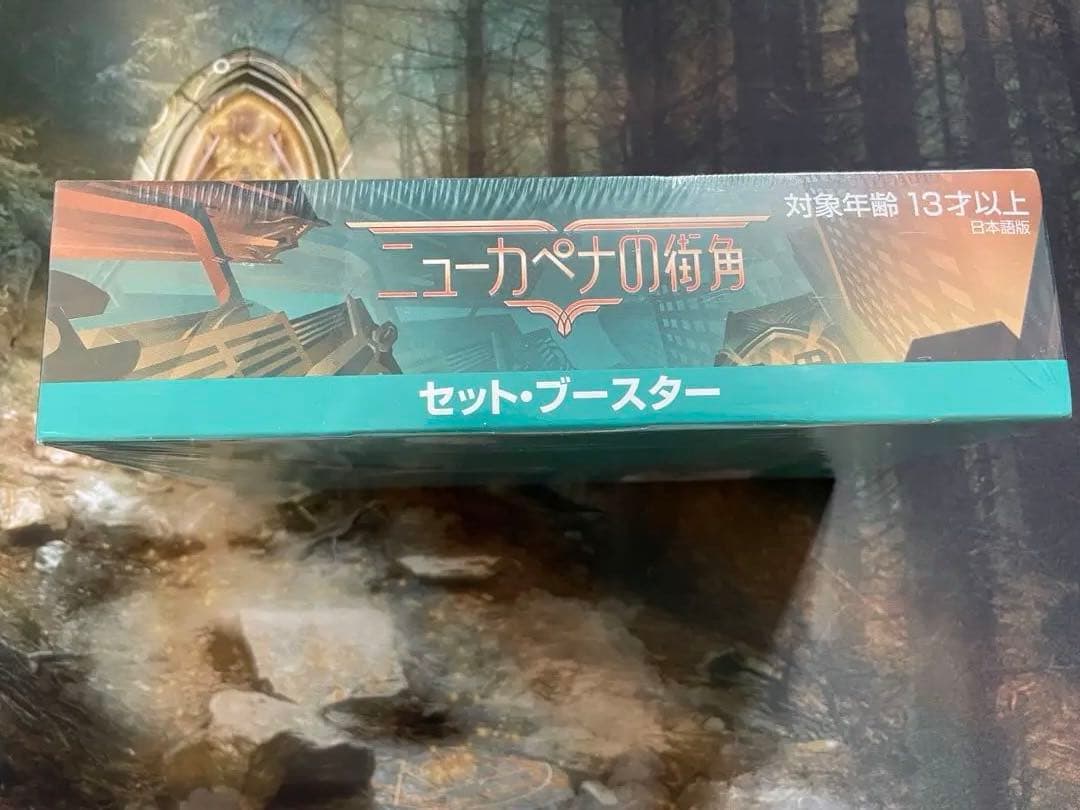 対象年齢 13才以上
日本語版
ニューカペナの街角
セット・ブースター